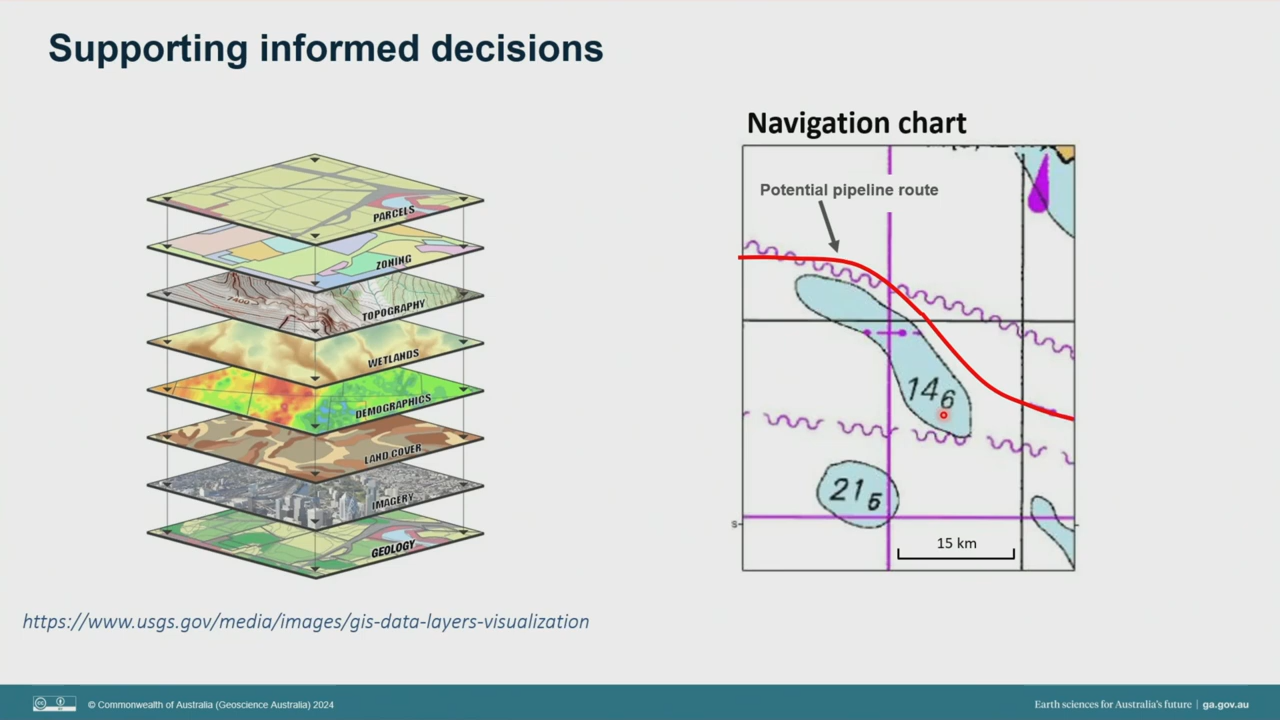 Supporting informed decisions
PARCELS
ZONING
7400
TOPOGRAPHY
WETLANDS
DEMOGRAPHICS
LAND COVER
IMAGERY
GEOLOGY
https://www.usgs.gov/media/images/gis-data-layers-visualization
Navigation chart
Potential pipeline route
14₆
21₅
S
15 km
© Commonwealth of Australia (Geoscience Australia) 2024
Earth sciences for Australia's future | ga.gov.au